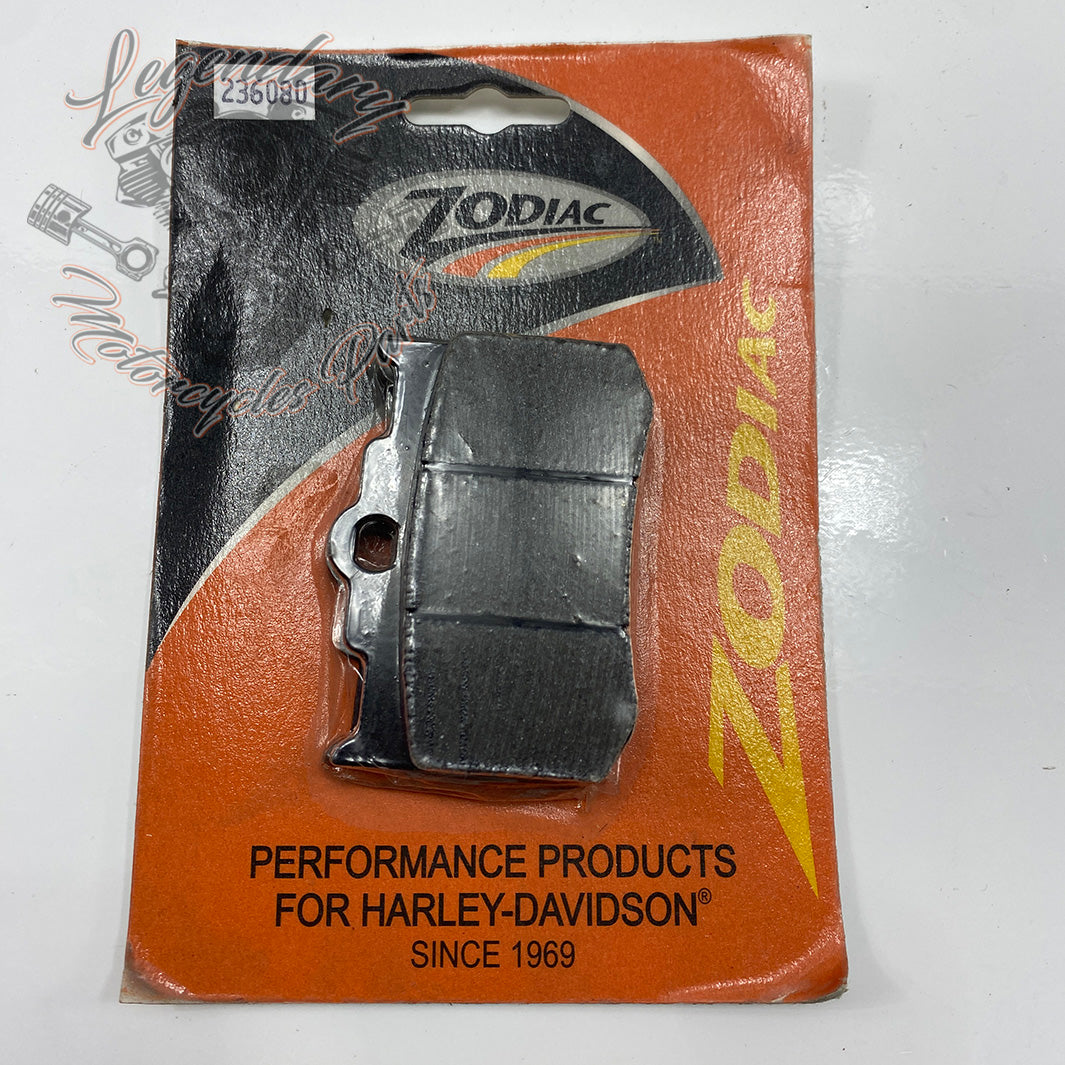 Legendary
236080
ZODIAC
Motorcycles Parts
ZODIAC
PERFORMANCE PRODUCTS
FOR HARLEY-DAVIDSON®
SINCE 1969